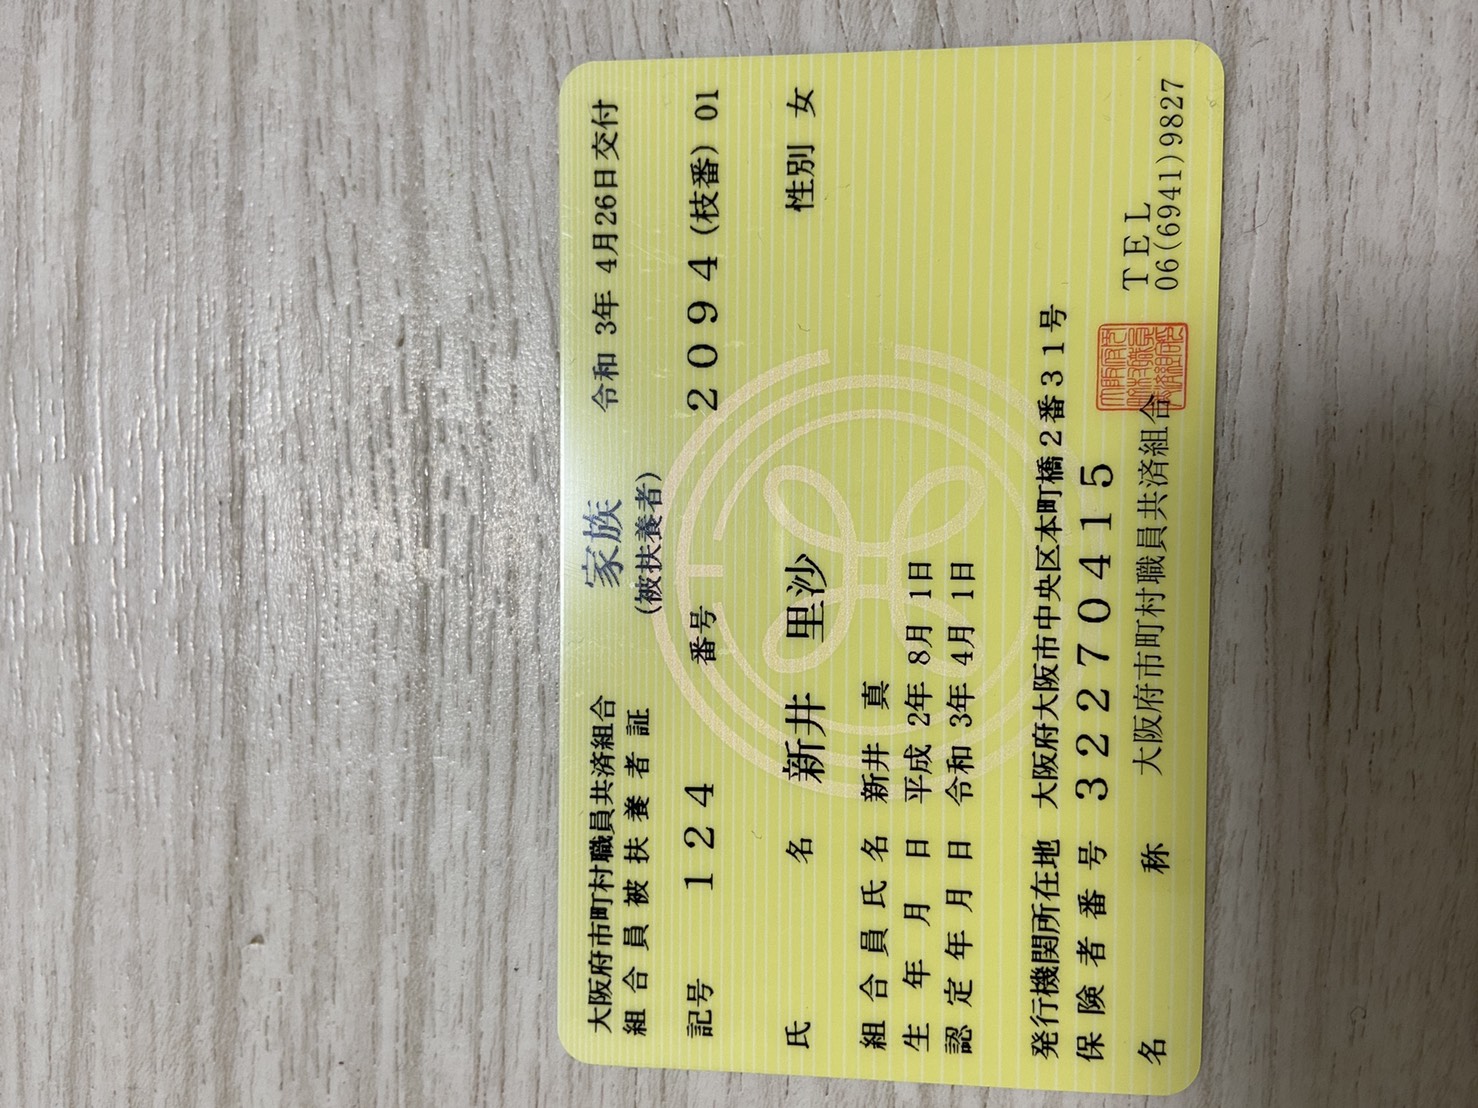 大阪府市町村職員共済組合 家族 令和 3年 4月26日交付
組合員被扶養者証 (被扶養者)
記号 124 番号 2094 (枝番) 01
氏名 新井 里沙 性別 女
組合員氏名 新井 真
生年月日 平成 2年 8月 1日
認定年月日 令和 3年 4月 1日
発行機関所在地 大阪府大阪市中央区本町橋2番31号
保険者番号 32270415
名称 大阪府市町村職員共済組合 TEL
06(6941)9827